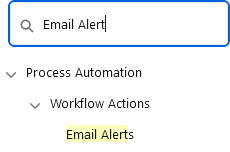 Email Alert
Process Automation
Workflow Actions
Email Alerts